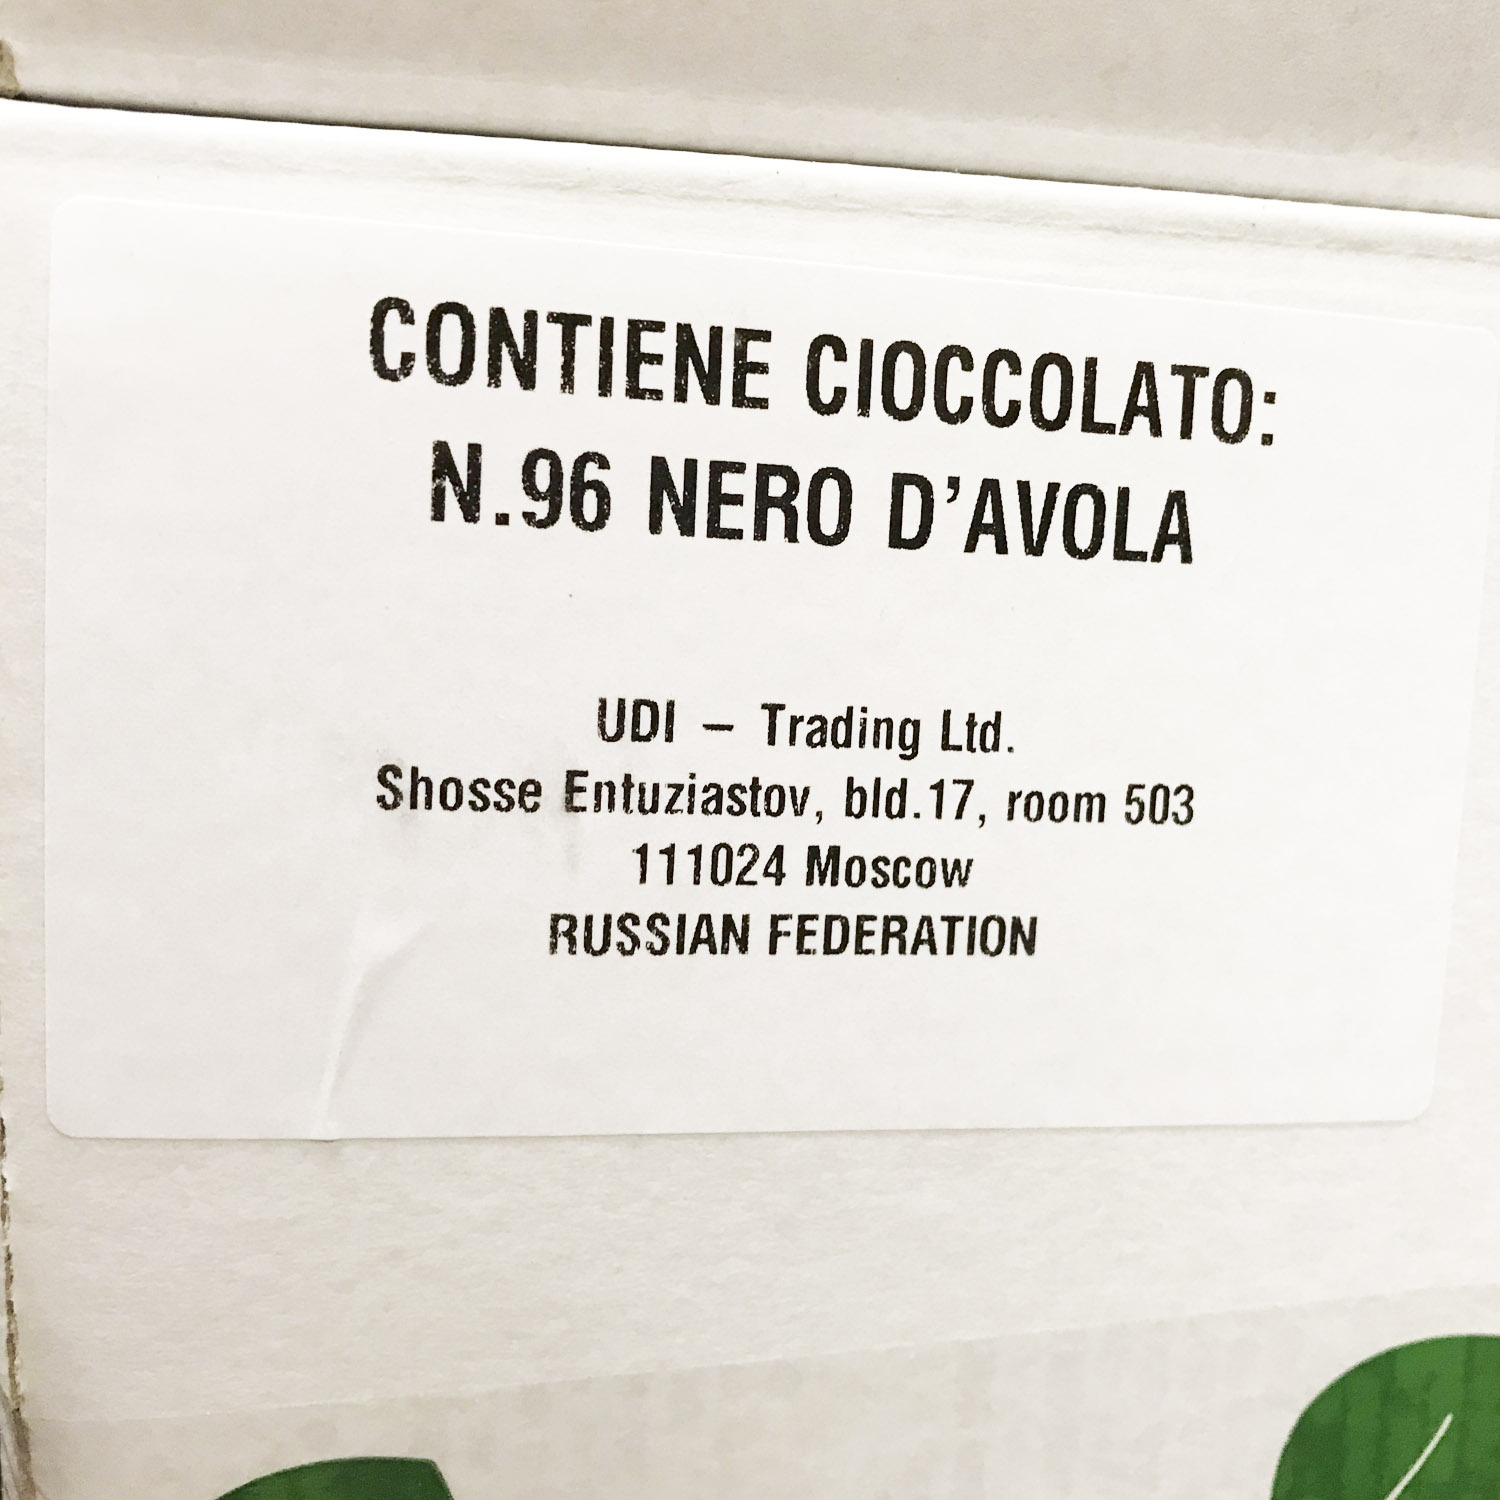 CONTIENE CIOCCOLATO:
N.96 NERO D'AVOLA
UDI – Trading Ltd.
Shosse Entuziastov, bld.17, room 503
111024 Moscow
RUSSIAN FEDERATION